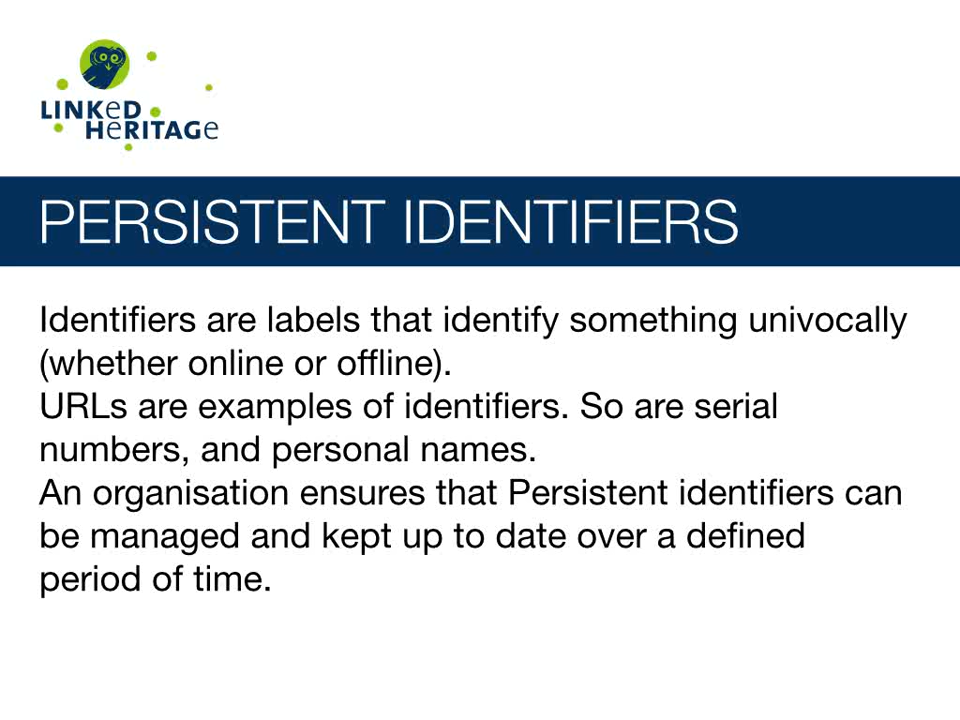 LINKeD
HeRITAGe
PERSISTENT IDENTIFIERS
Identifiers are labels that identify something univocally
(whether online or offline).
URLs are examples of identifiers. So are serial
numbers, and personal names.
An organisation ensures that Persistent identifiers can
be managed and kept up to date over a defined
period of time.